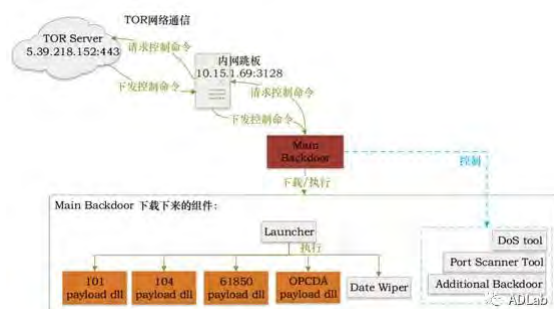 TOR网络通信
TOR Server
5.39.218.152:443
请求控制命令
内网跳板
10.15.1.69:3128
下发控制命令
请求控制命令
下发控制命令
Main
Backdoor
控制
下载/执行
Main Backdoor 下载下来的组件:
Launcher
执行
DoS tool
Port Scanner Tool
Additional Backdoor
101
payload dll
104
payload dll
61850
payload dll
OPCDA
payload dll
Date Wiper
ADLab